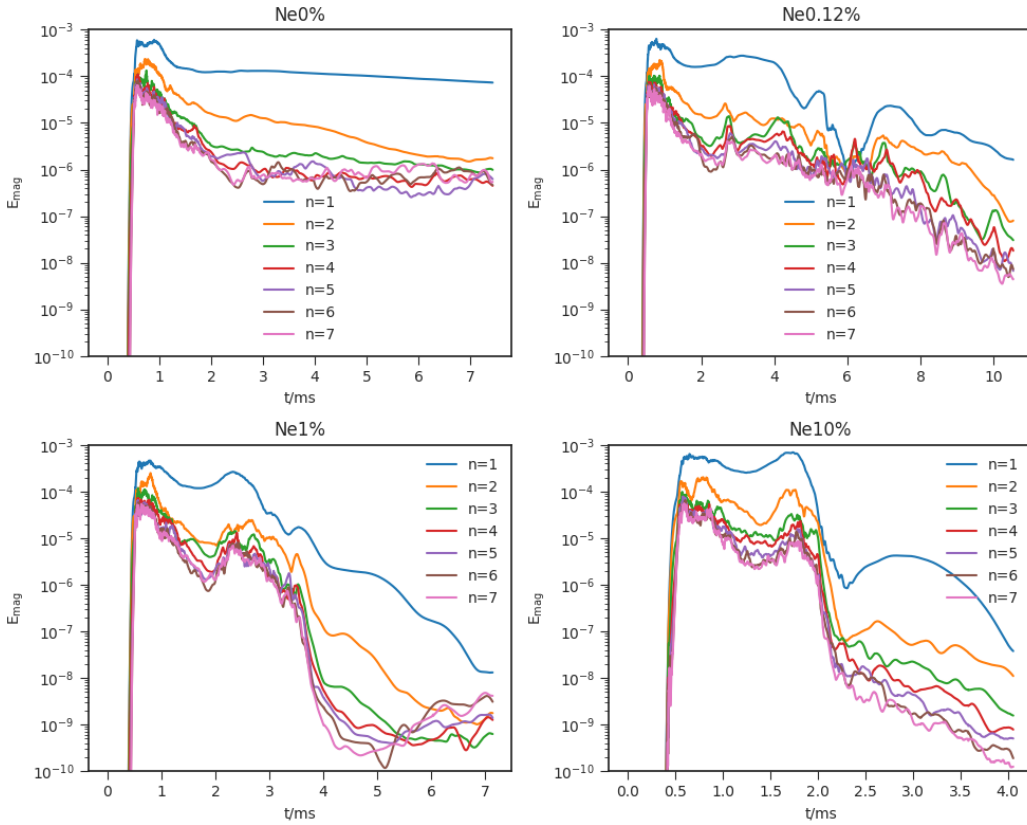 Ne0%
10⁻³
10⁻⁴
10⁻⁵
10⁻⁶
10⁻⁷
10⁻⁸
10⁻⁹
10⁻¹⁰
E_mag
n=1
n=2
n=3
n=4
n=5
n=6
n=7
0 1 2 3 4 5 6 7
t/ms
Ne0.12%
10⁻³
10⁻⁴
10⁻⁵
10⁻⁶
10⁻⁷
10⁻⁸
10⁻⁹
10⁻¹⁰
E_mag
n=1
n=2
n=3
n=4
n=5
n=6
n=7
0 2 4 6 8 10
t/ms
Ne1%
10⁻³
10⁻⁴
10⁻⁵
10⁻⁶
10⁻⁷
10⁻⁸
10⁻⁹
10⁻¹⁰
E_mag
n=1
n=2
n=3
n=4
n=5
n=6
n=7
0 1 2 3 4 5 6 7
t/ms
Ne10%
10⁻³
10⁻⁴
10⁻⁵
10⁻⁶
10⁻⁷
10⁻⁸
10⁻⁹
10⁻¹⁰
E_mag
n=1
n=2
n=3
n=4
n=5
n=6
n=7
0.0 0.5 1.0 1.5 2.0 2.5 3.0 3.5 4.0
t/ms